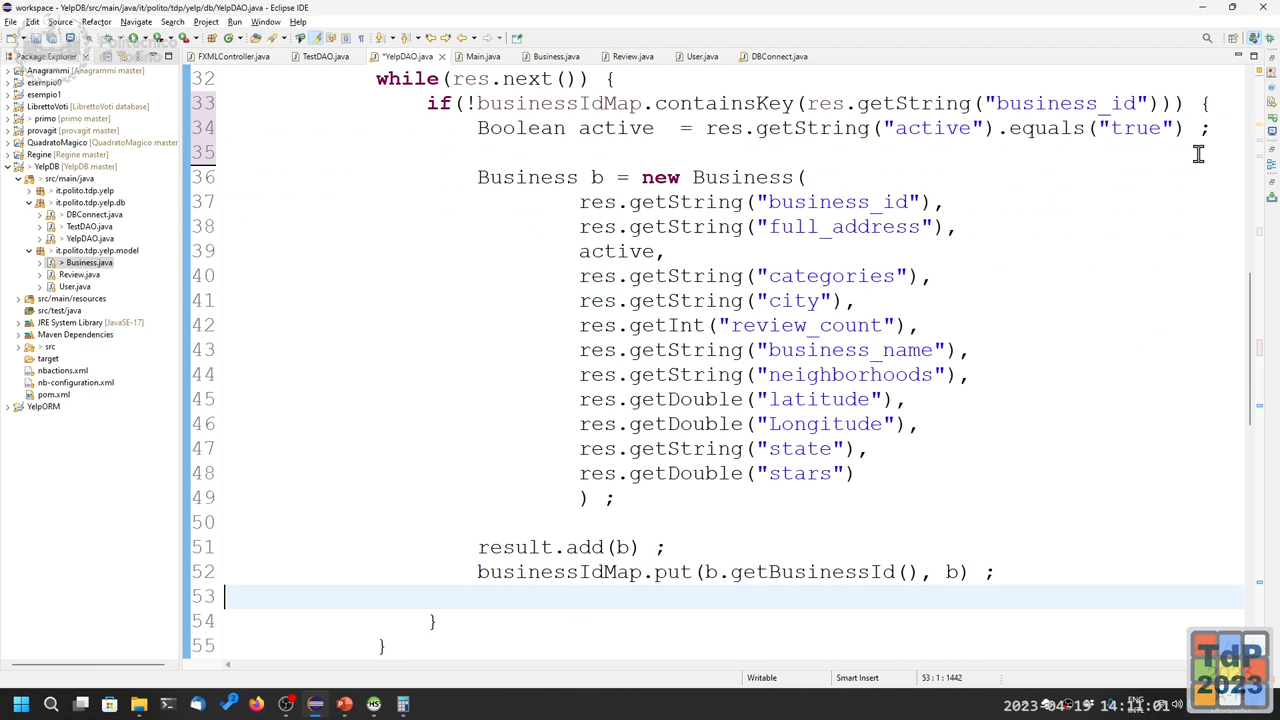 workspace - YelpDB/src/main/java/it/polito/tdp/yelp/db/YelpDAO.java - Eclipse IDE
File Edit Source Refactor Navigate Search Project Run Window Help
Politecnico
Package Explorer
FXMLController.java TestDAO.java *YelpDAO.java Main.java Business.java Review.java User.java DBConnect.java
Anagrammi [Anagrammi master]
esempio0
esempio1
LibrettoVoti [LibrettoVoti database]
> primo [primo master]
provagit [provagit master]
QuadratoMagico [QuadratoMagico master]
Regine [Regine master]
YelpDB [YelpDB master]
src/main/java
it.polito.tdp.yelp
it.polito.tdp.yelp.db
DBConnect.java
TestDAO.java
YelpDAO.java
it.polito.tdp.yelp.model
> Business.java
Review.java
User.java
src/main/resources
src/test/java
JRE System Library [JavaSE-17]
Maven Dependencies
src
target
nbactions.xml
nb-configuration.xml
pom.xml
YelpORM
32 while(res.next()) {
33 if(!businessIdMap.containsKey(res.getString("business_id"))) {
34 Boolean active  = res.getString("active").equals("true") ;
35
36 Business b = new Business(
37 res.getString("business_id"),
38 res.getString("full_address"),
39 active,
40 res.getString("categories"),
41 res.getString("city"),
42 res.getInt("review_count"),
43 res.getString("business_name"),
44 res.getString("neighborhoods"),
45 res.getDouble("latitude"),
46 res.getDouble("Longitude"),
47 res.getString("state"),
48 res.getDouble("stars")
49 ) ;
50
51 result.add(b) ;
52 businessIdMap.put(b.getBusinessId(), b) ;
53
54 }
55 }
Writable Smart Insert 53 : 1 : 1442
TdP
2023
ENG
2023-04-19